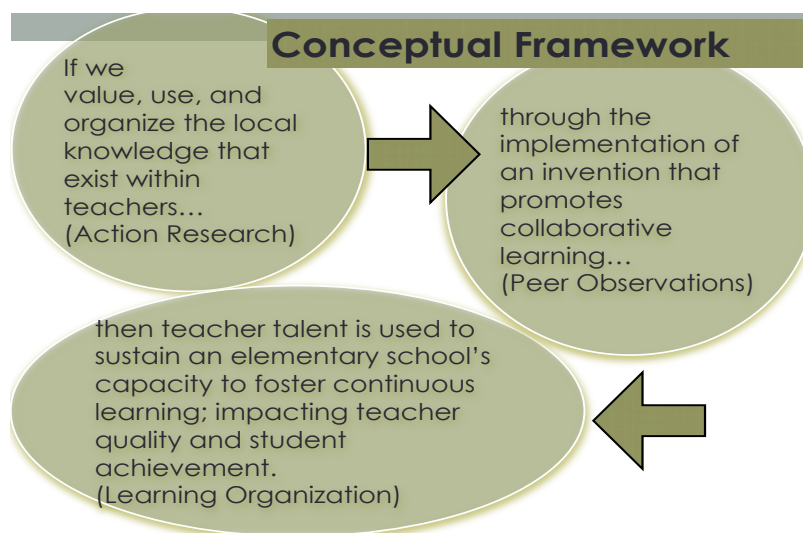 Conceptual Framework
If we
value, use, and
organize the local
knowledge that
exist within
teachers…
(Action Research)
through the
implementation of
an invention that
promotes
collaborative
learning…
(Peer Observations)
then teacher talent is used to
sustain an elementary school’s
capacity to foster continuous
learning; impacting teacher
quality and student
achievement.
(Learning Organization)